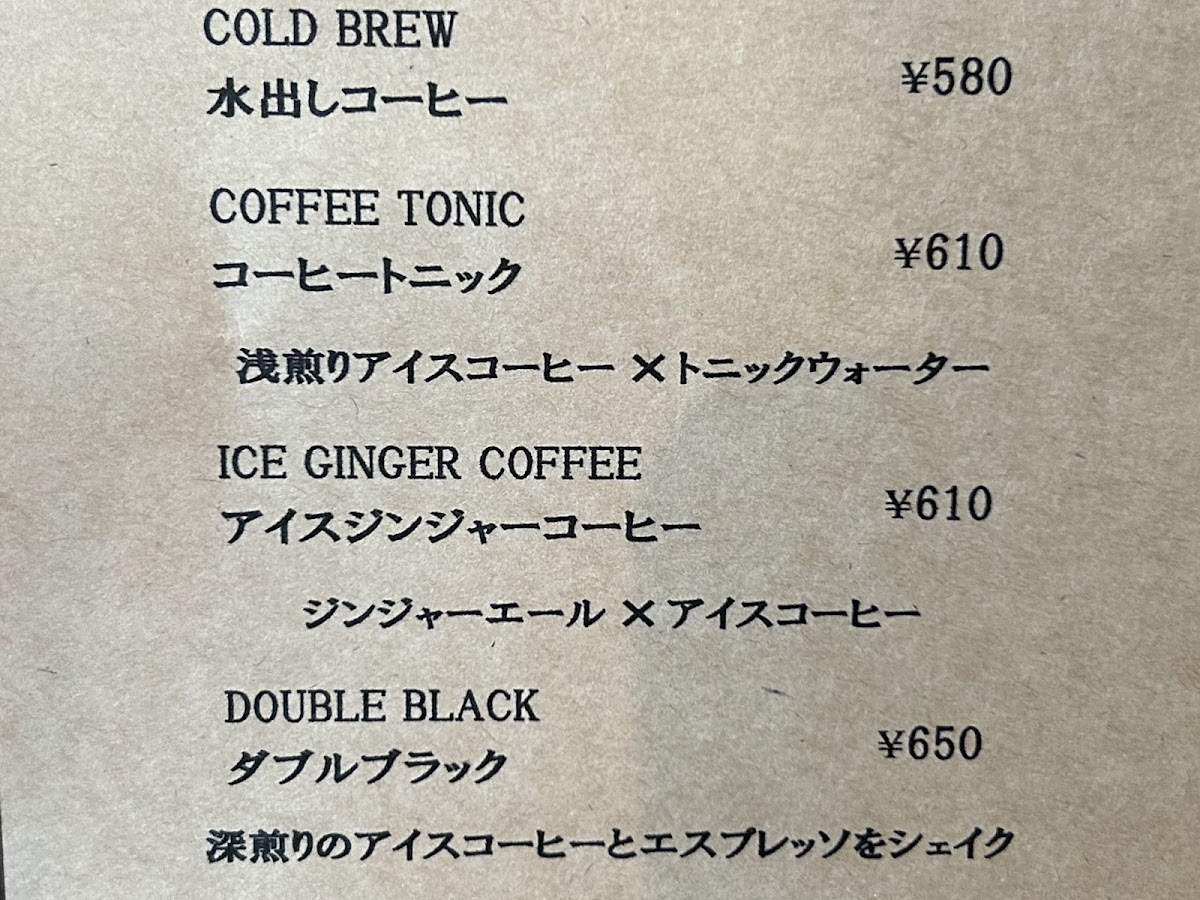 COLD BREW
水出しコーヒー
¥580
COFFEE TONIC
コーヒートニック
¥610
浅煎りアイスコーヒー ×トニックウォーター
ICE GINGER COFFEE
アイスジンジャーコーヒー
¥610
ジンジャーエール ×アイスコーヒー
DOUBLE BLACK
ダブルブラック
¥650
深煎りのアイスコーヒーとエスプレッソをシェイク